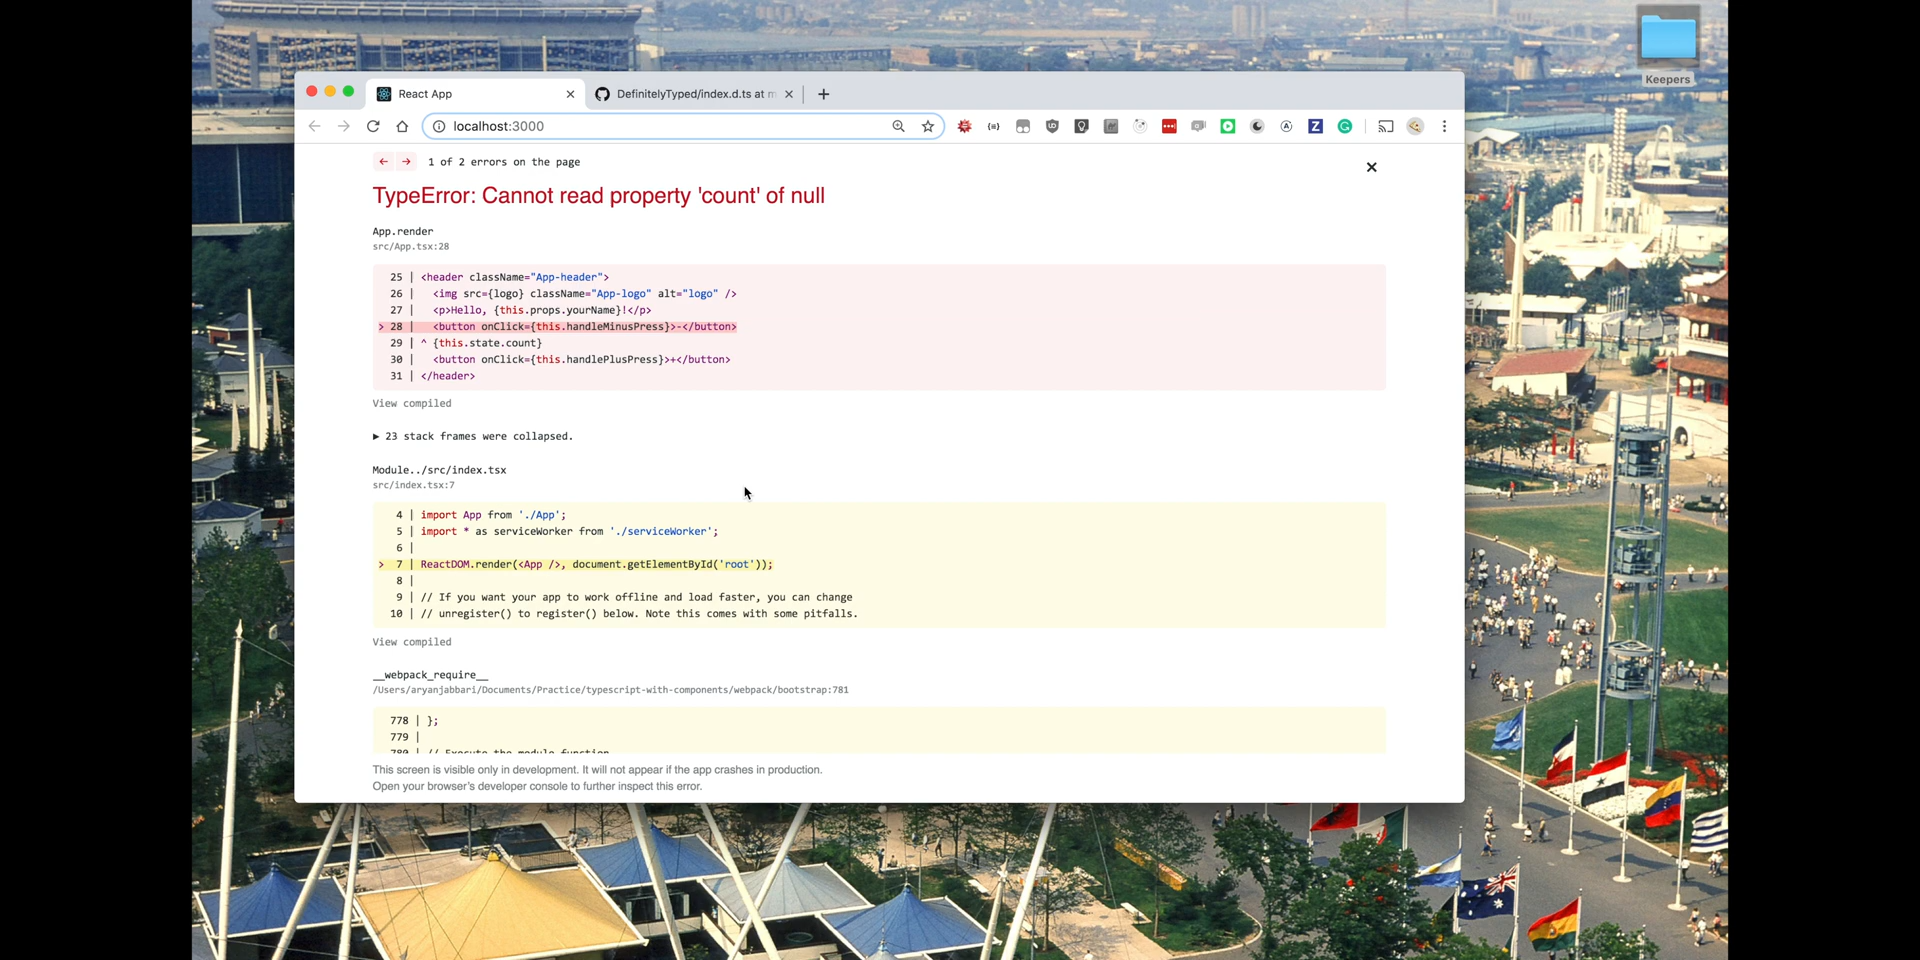 Keepers
React App
DefinitelyTyped/index.d.ts at m
localhost:3000
1 of 2 errors on the page
TypeError: Cannot read property 'count' of null
App.render
src/App.tsx:28
25 | <header className="App-header">
26 |   <img src={logo} className="App-logo" alt="logo" />
27 |   <p>Hello, {this.props.yourName}!</p>
> 28 |   <button onClick={this.handleMinusPress}>-</button>
29 | ^ {this.state.count}
30 |   <button onClick={this.handlePlusPress}>+</button>
31 | </header>
View compiled
▶ 23 stack frames were collapsed.
Module../src/index.tsx
src/index.tsx:7
4 | import App from './App';
5 | import * as serviceWorker from './serviceWorker';
6 |
> 7 | ReactDOM.render(<App />, document.getElementById('root'));
8 |
9 | // If you want your app to work offline and load faster, you can change
10 | // unregister() to register() below. Note this comes with some pitfalls.
View compiled
__webpack_require__
/Users/aryanjabbari/Documents/Practice/typescript-with-components/webpack/bootstrap:781
778 | };
779 |
780 | // Execute the module function
This screen is visible only in development. It will not appear if the app crashes in production.
Open your browser's developer console to further inspect this error.